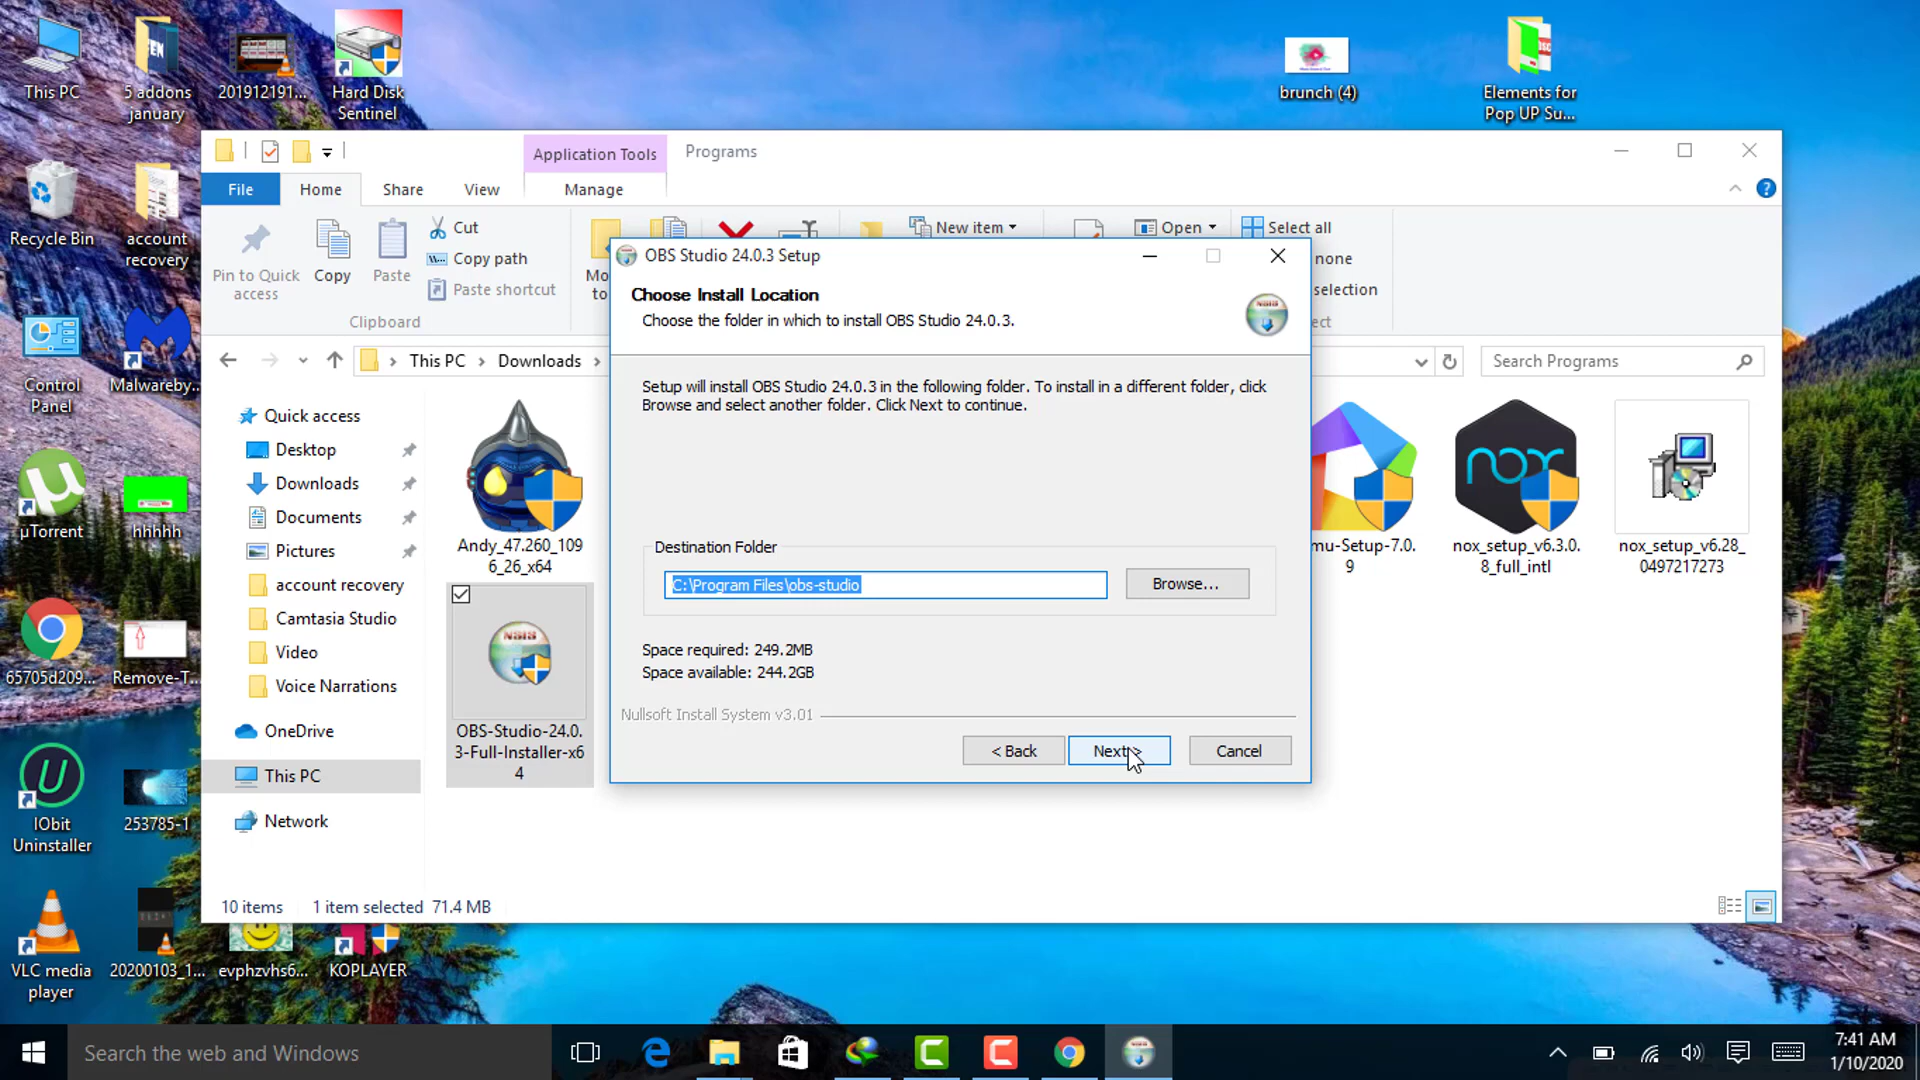 This PC
5 addons
january
201912191...
Hard Disk
Sentinel
brunch (4)
Elements for
Pop UP Su...
Recycle Bin
account
recovery
Control
Panel
Malwareby...
µTorrent
hhhhh
65705d209...
Remove-T...
IObit
Uninstaller
253785-1
VLC media
player
20200103_1...
evphzvhs6...
KOPLAYER
Application Tools
Programs
File
Home
Share
View
Manage
Pin to Quick
access
Copy
Paste
Cut
Copy path
Paste shortcut
Clipboard
Mo
to
New item
Open
Select all
none
selection
ect
This PC
Downloads
Search Programs
Quick access
Desktop
Downloads
Documents
Pictures
account recovery
Camtasia Studio
Video
Voice Narrations
OneDrive
This PC
Network
Andy_47.260_109
6_26_x64
NSIS
OBS-Studio-24.0.
3-Full-Installer-x6
4
mu-Setup-7.0.
9
nox
nox_setup_v6.3.0.
8_full_intl
nox_setup_v6.28_
0497217273
10 items
1 item selected 71.4 MB
OBS Studio 24.0.3 Setup
Choose Install Location
Choose the folder in which to install OBS Studio 24.0.3.
NSIS
Setup will install OBS Studio 24.0.3 in the following folder. To install in a different folder, click
Browse and select another folder. Click Next to continue.
Destination Folder
C:\Program Files\obs-studio
Browse...
Space required: 249.2MB
Space available: 244.2GB
Nullsoft Install System v3.01
< Back
Next >
Cancel
Search the web and Windows
7:41 AM
1/10/2020